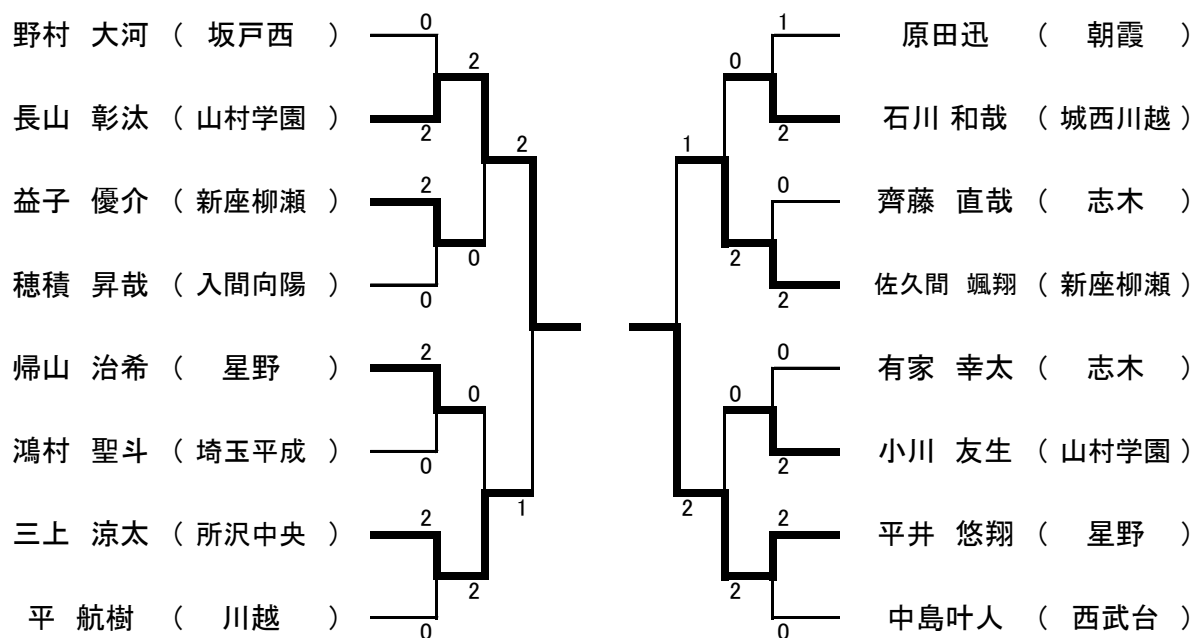 野村 大河 ( 坂戸西 ) 0
2
長山 彰汰 ( 山村学園 ) 2
2
益子 優介 ( 新座柳瀬 ) 2
0
穂積 昇哉 ( 入間向陽 ) 0
帰山 治希 ( 星野 ) 2
0
鴻村 聖斗 ( 埼玉平成 ) 0
1
三上 涼太 ( 所沢中央 ) 2
2
平 航樹 ( 川越 ) 0
1 原田迅 ( 朝霞 )
0
2 石川 和哉 ( 城西川越 )
1
0 齊藤 直哉 ( 志木 )
2
2 佐久間 颯翔 ( 新座柳瀬 )
0 有家 幸太 ( 志木 )
0
2 小川 友生 ( 山村学園 )
2
2 平井 悠翔 ( 星野 )
2
0 中島叶人 ( 西武台 )